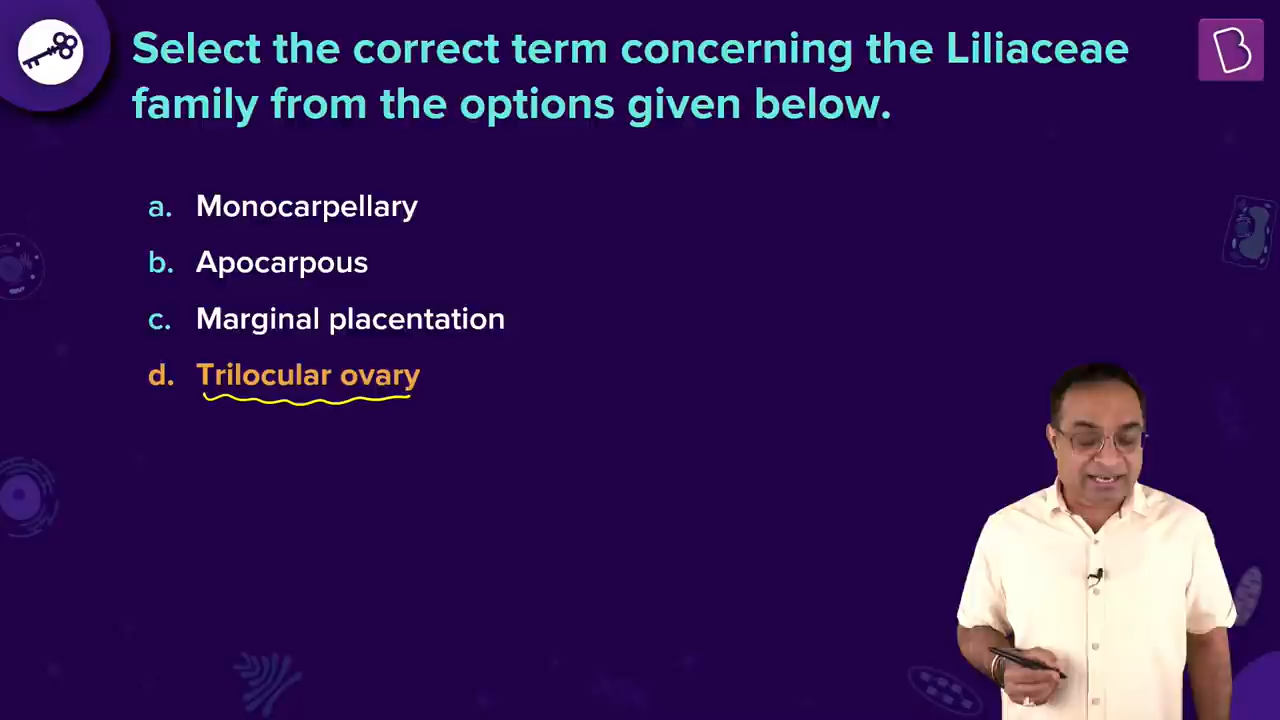 Select the correct term concerning the Liliaceae
family from the options given below.
a. Monocarpellary
b. Apocarpous
c. Marginal placentation
d. Trilocular ovary